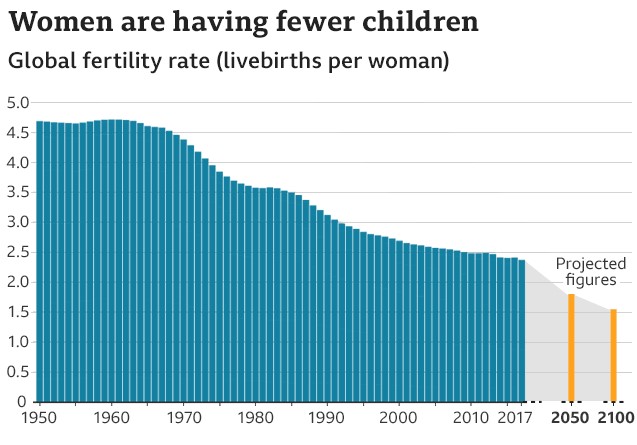 Women are having fewer children
Global fertility rate (livebirths per woman)
5.0
4.5
4.0
3.5
3.0
2.5
2.0
1.5
1.0
0.5
0
Projected
figures
1950 1960 1970 1980 1990 2000 2010 2017 2050 2100